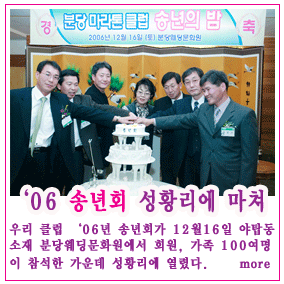 경 축
분당마라톤클럽 송년의 밤
2006년 12월 16일 (토) 분당웨딩문화원
‘06 송년회 성황리에 마쳐
우리 클럽 ‘06년 송년회가 12월16일 야탑동
소재 분당웨딩문화원에서 회원, 가족 100여명
이 참석한 가운데 성황리에 열렸다. more